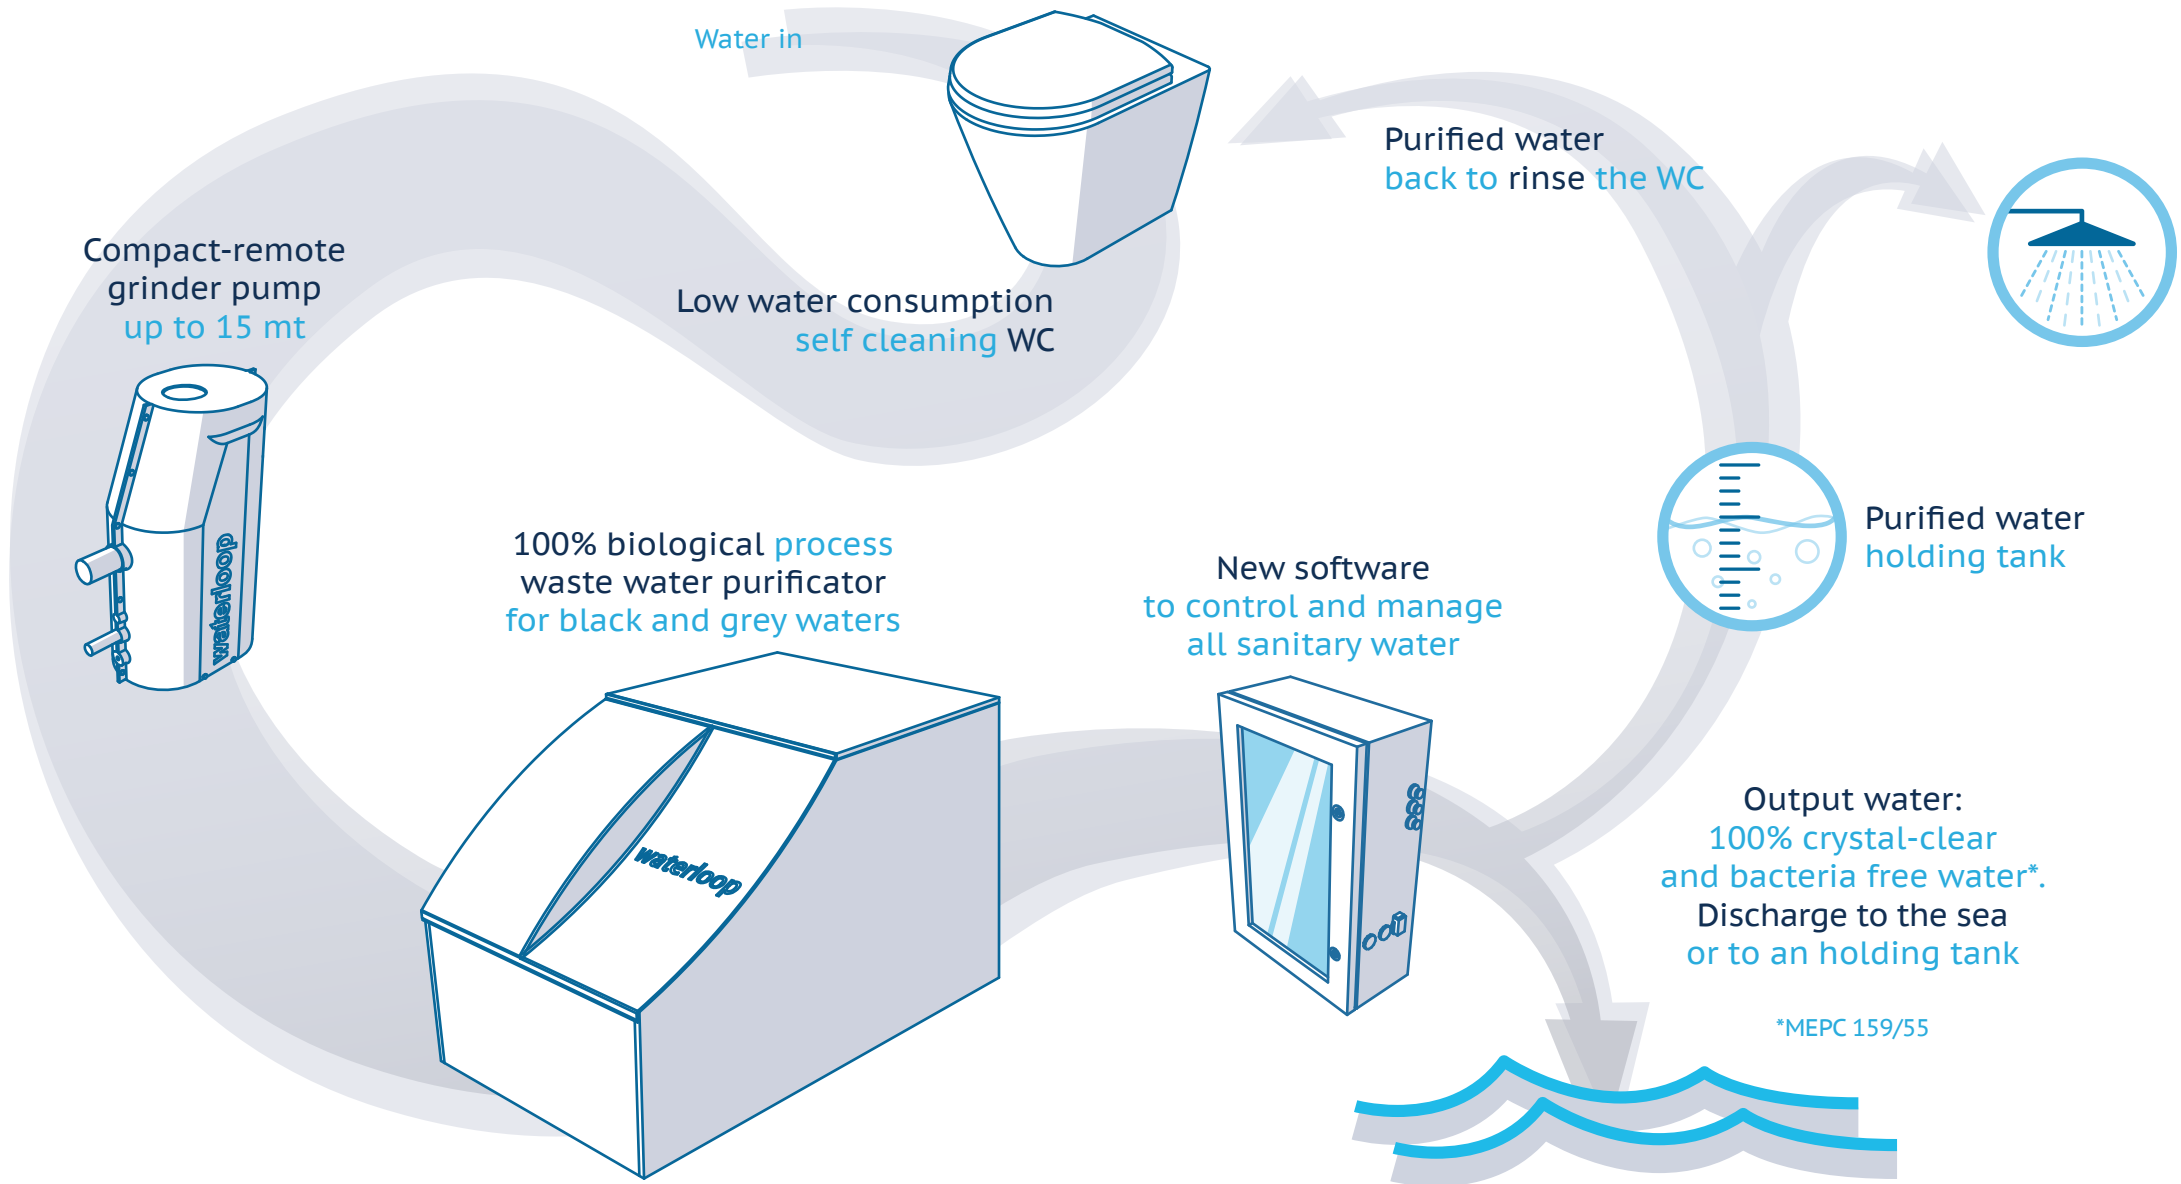 Water in
Purified water
back to rinse the WC
Compact-remote
grinder pump
up to 15 mt
Low water consumption
self cleaning WC
waterloop
100% biological process
waste water purificator
for black and grey waters
waterloop
New software
to control and manage
all sanitary water
Purified water
holding tank
Output water:
100% crystal-clear
and bacteria free water*.
Discharge to the sea
or to an holding tank
*MEPC 159/55